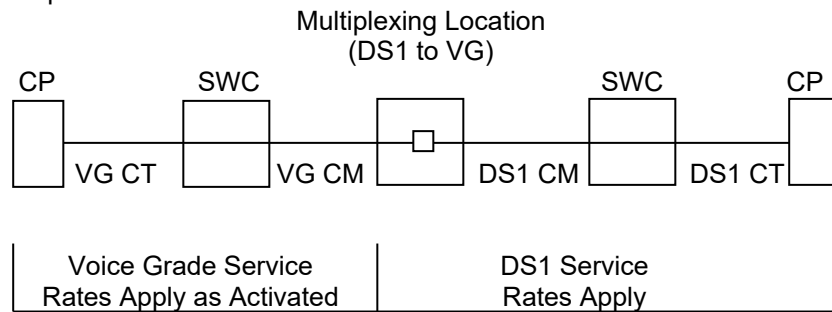 Multiplexing Location
(DS1 to VG)
CP SWC SWC CP
VG CT VG CM DS1 CM DS1 CT
Voice Grade Service DS1 Service
Rates Apply as Activated Rates Apply